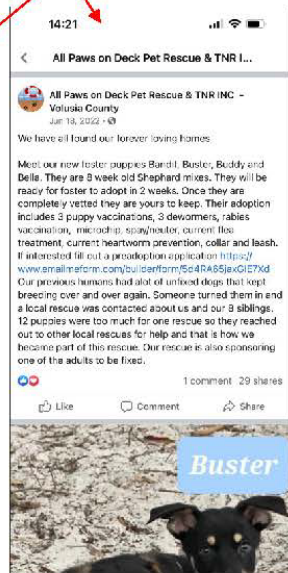 14:21
All Paws on Deck Pet Rescue & TNR I...
All Paws on Deck Pet Rescue & TNR INC -
Volusia County
Jun 18, 2022 ·
We have all found our forever loving homes
Meet our new foster puppies Bandit, Buster, Buddy and
Bella. They are 8 week old Shephard mixes. They will be
ready for foster to adopt in 2 weeks. Once they are
completely vetted they are yours to keep. Their adoption
includes 3 puppy vaccinations, 3 dewormers, rabies
vaccination, microchip, spay/neuter, current flea
treatment, current heartworm prevention, collar and leash.
If interested fill out a preadoption application https://
www.emailmeform.com/builder/form/
Our previous humans had alot of unfixed dogs that kept
breeding over and over again. Someone turned them in and
a local rescue was contacted about us and our 8 siblings.
12 puppies were too much for one rescue so they reached
out to other local rescues for help and that is how we
became part of this rescue. Our rescue is also sponsoring
one of the adults to be fixed.
1 comment 29 shares
Like Comment Share
Buster